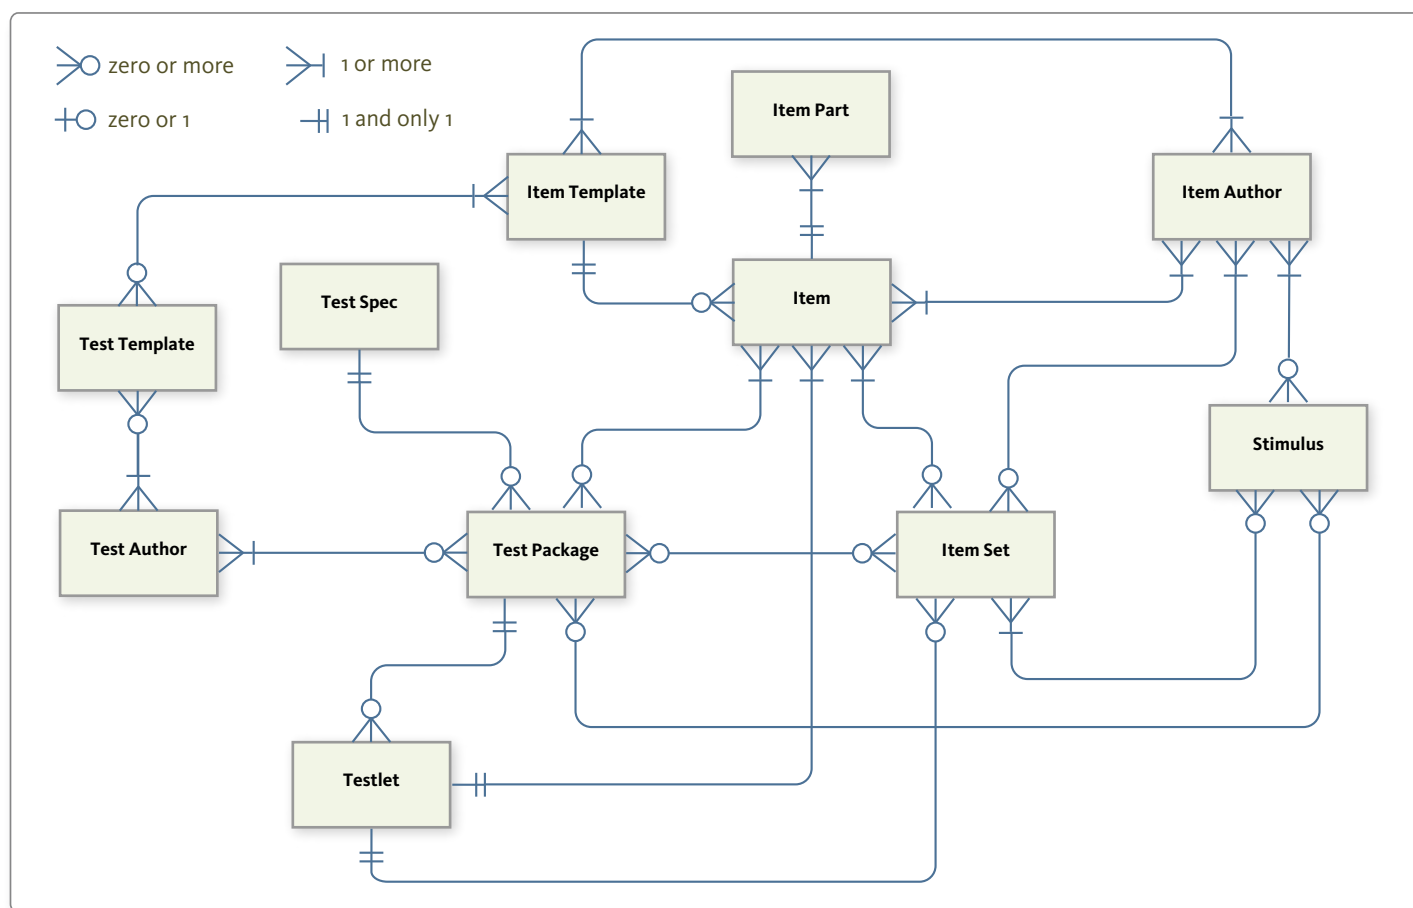 zero or more
1 or more
zero or 1
1 and only 1
Item Part
Item Template
Item Author
Test Spec
Item
Test Template
Stimulus
Test Author
Test Package
Item Set
Testlet